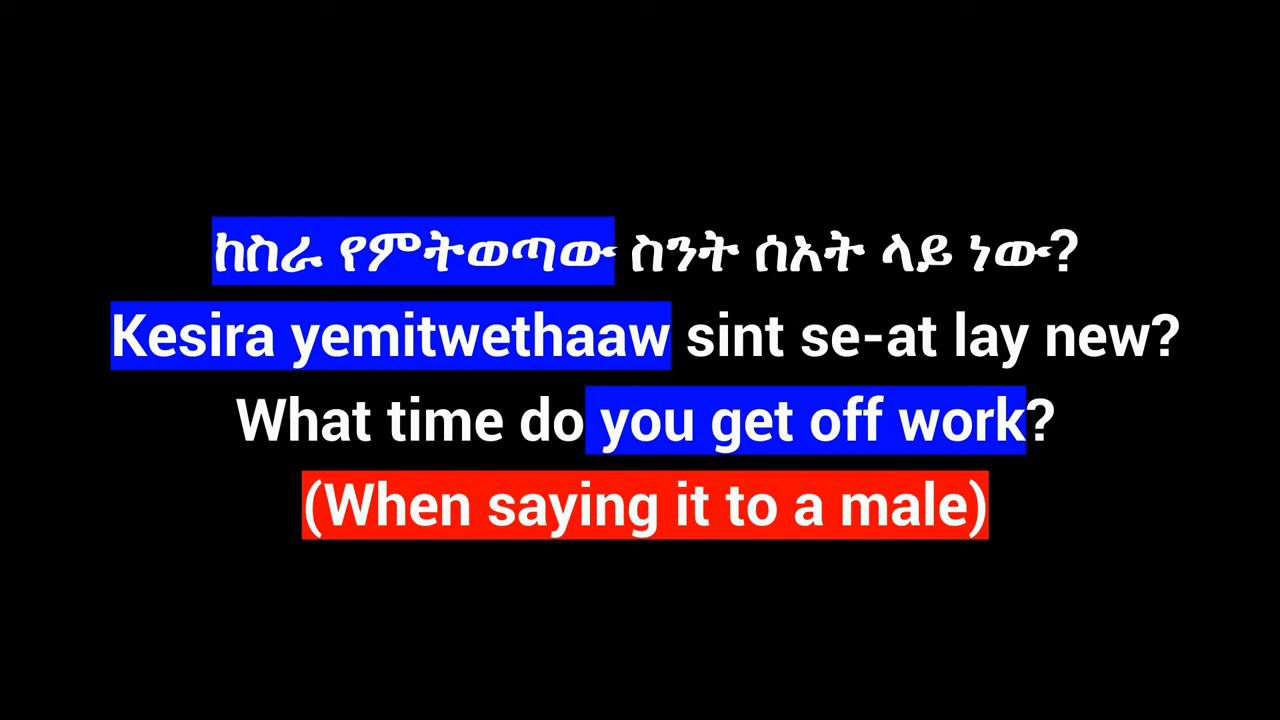 ከስራ የምትወጣው ስንት ሰአት ላይ ነው?
Kesira yemitwethaaw sint se-at lay new?
What time do you get off work?
(When saying it to a male)